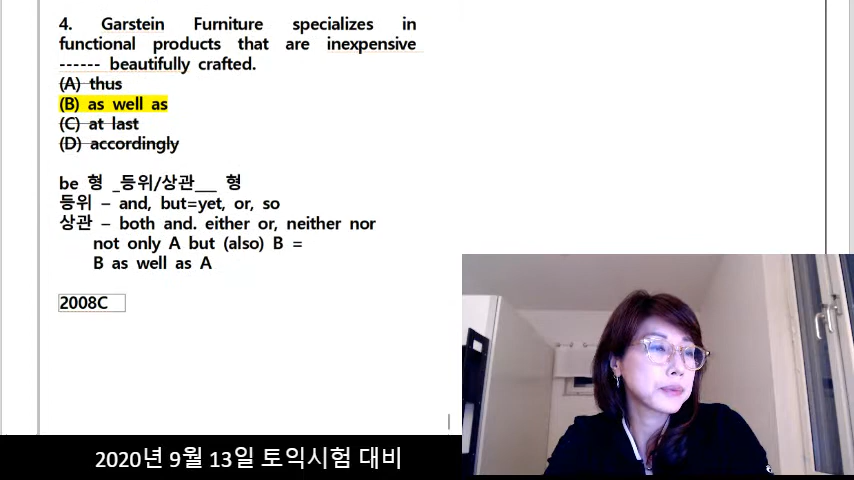 4. Garstein Furniture specializes in
functional products that are inexpensive
------ beautifully crafted.
(A) thus
(B) as well as
(C) at last
(D) accordingly
be 형 _등위/상관__ 형
등위 – and, but=yet, or, so
상관 – both and. either or, neither nor
not only A but (also) B =
B as well as A
2008C
2020년 9월 13일 토익시험 대비